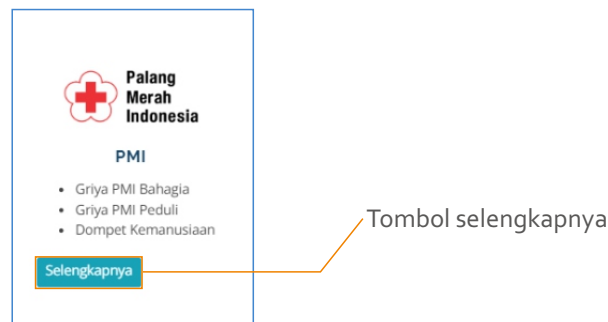 Palang
Merah
Indonesia
PMI
• Griya PMI Bahagia
• Griya PMI Peduli
• Dompet Kemanusiaan
Selengkapnya
Tombol selengkapnya